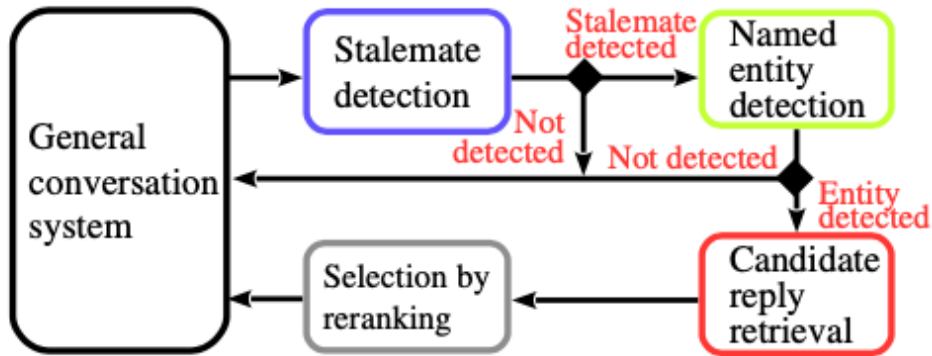 General
conversation
system
Stalemate
detection
Stalemate
detected
Not
detected
Named
entity
detection
Not detected
Entity
detected
Candidate
reply
retrieval
Selection by
reranking